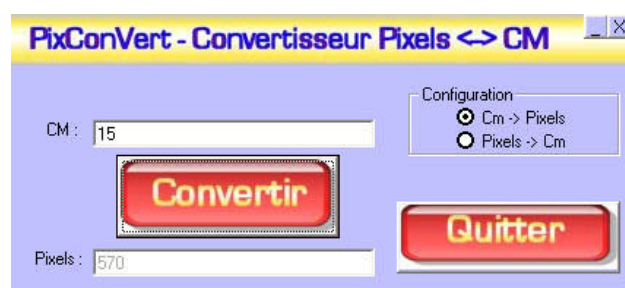 PixConVert - Convertisseur Pixels <-> CM
Configuration
Cm -> Pixels
Pixels -> Cm
CM : 15
Convertir
Quitter
Pixels : 570